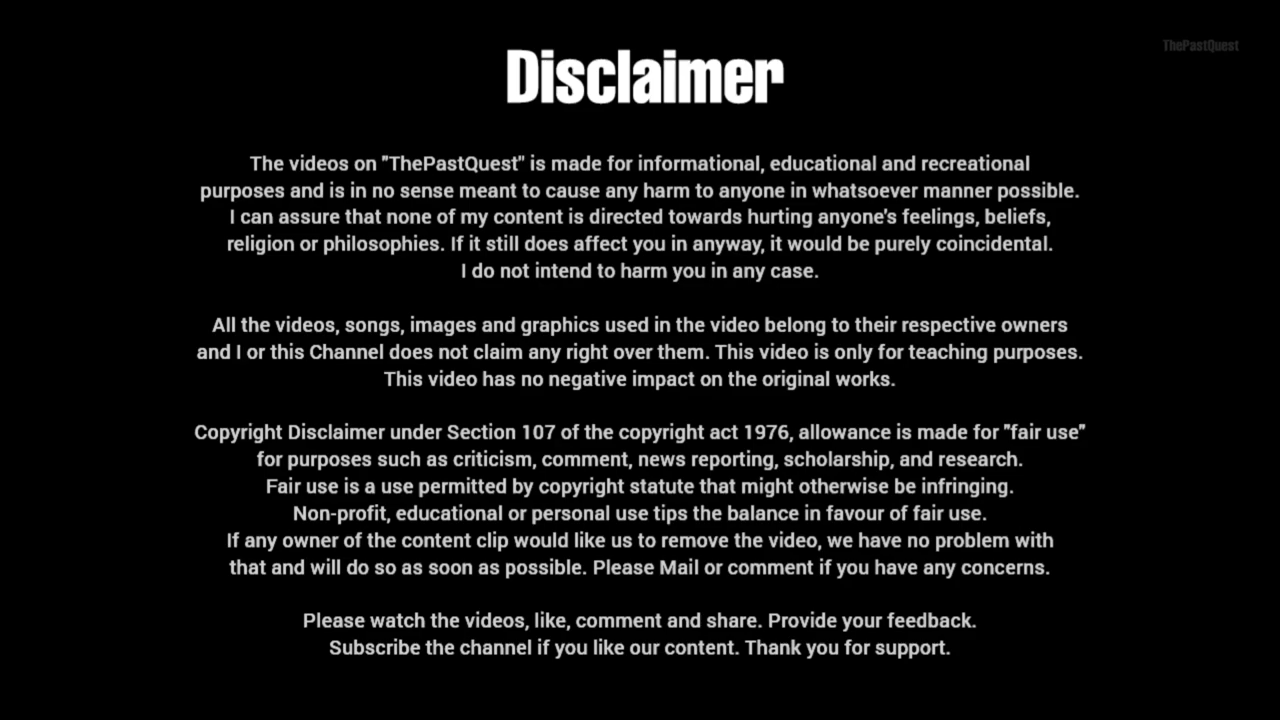 ThePastQuest
Disclaimer
The videos on "ThePastQuest" is made for informational, educational and recreational
purposes and is in no sense meant to cause any harm to anyone in whatsoever manner possible.
I can assure that none of my content is directed towards hurting anyone's feelings, beliefs,
religion or philosophies. If it still does affect you in anyway, it would be purely coincidental.
I do not intend to harm you in any case.
All the videos, songs, images and graphics used in the video belong to their respective owners
and I or this Channel does not claim any right over them. This video is only for teaching purposes.
This video has no negative impact on the original works.
Copyright Disclaimer under Section 107 of the copyright act 1976, allowance is made for "fair use"
for purposes such as criticism, comment, news reporting, scholarship, and research.
Fair use is a use permitted by copyright statute that might otherwise be infringing.
Non-profit, educational or personal use tips the balance in favour of fair use.
If any owner of the content clip would like us to remove the video, we have no problem with
that and will do so as soon as possible. Please Mail or comment if you have any concerns.
Please watch the videos, like, comment and share. Provide your feedback.
Subscribe the channel if you like our content. Thank you for support.